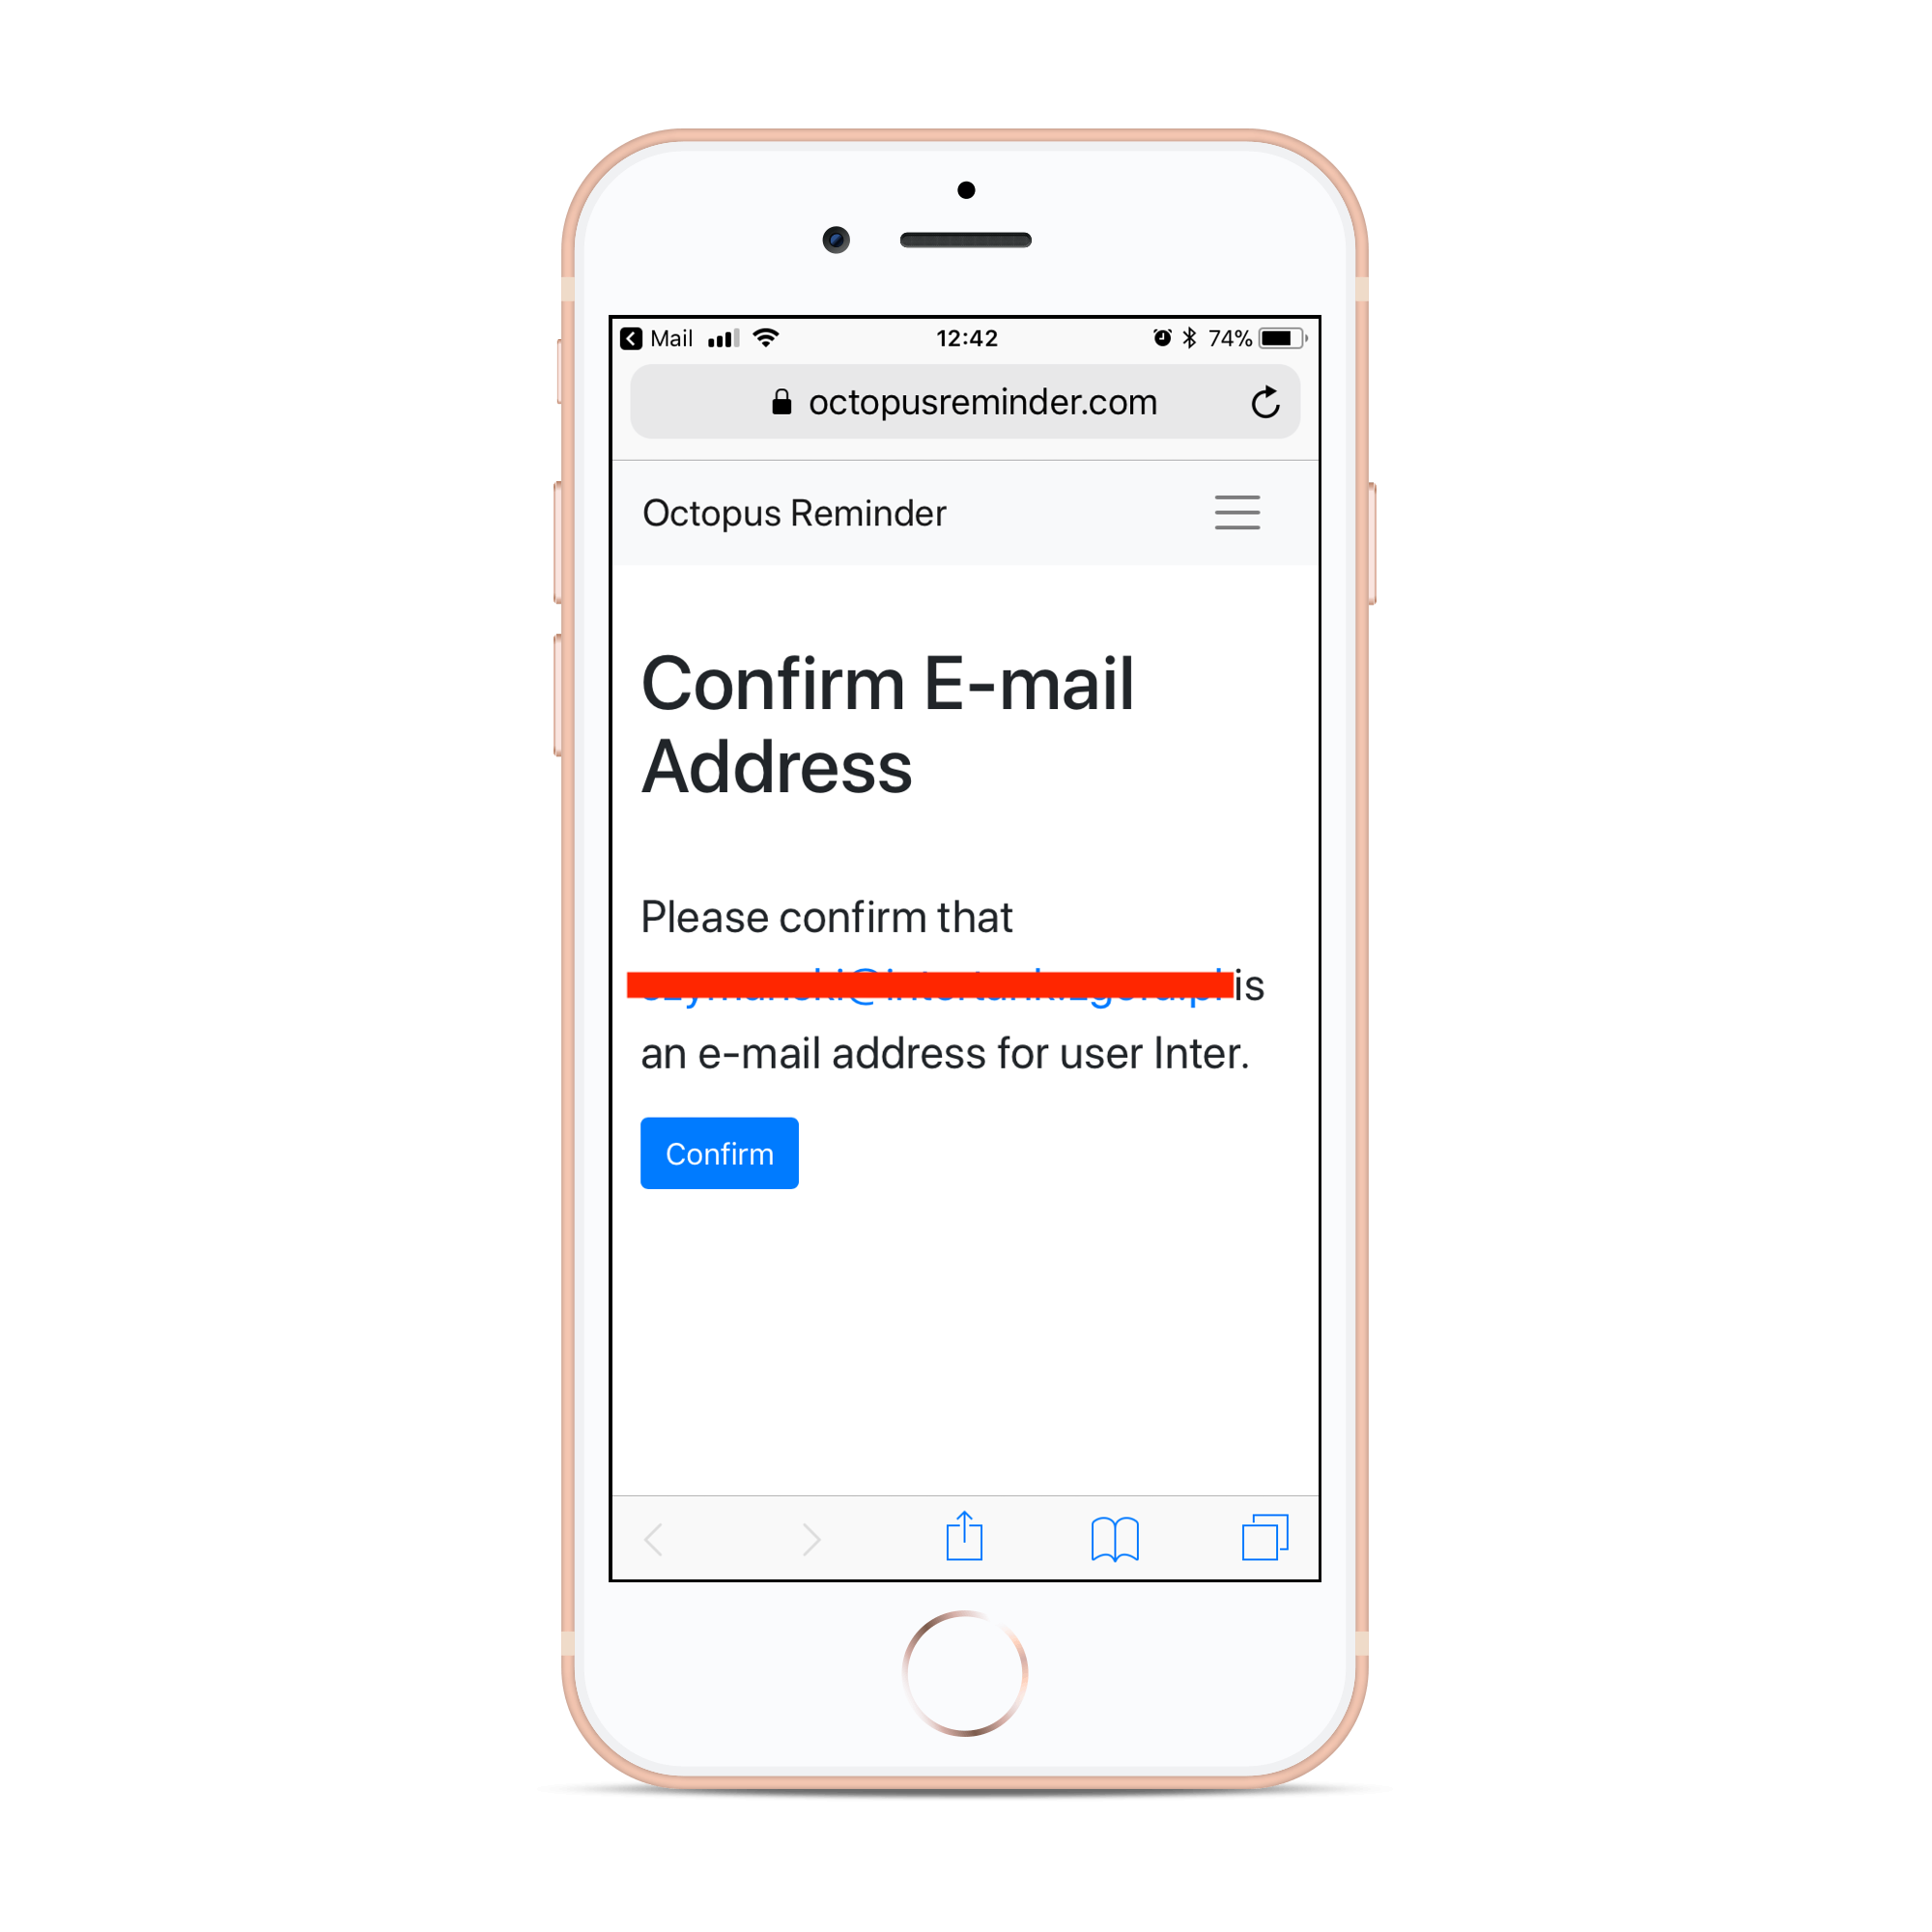 Mail 12:42 74%
octopusreminder.com
Octopus Reminder
Confirm E-mail
Address
Please confirm that
is
an e-mail address for user Inter.
Confirm